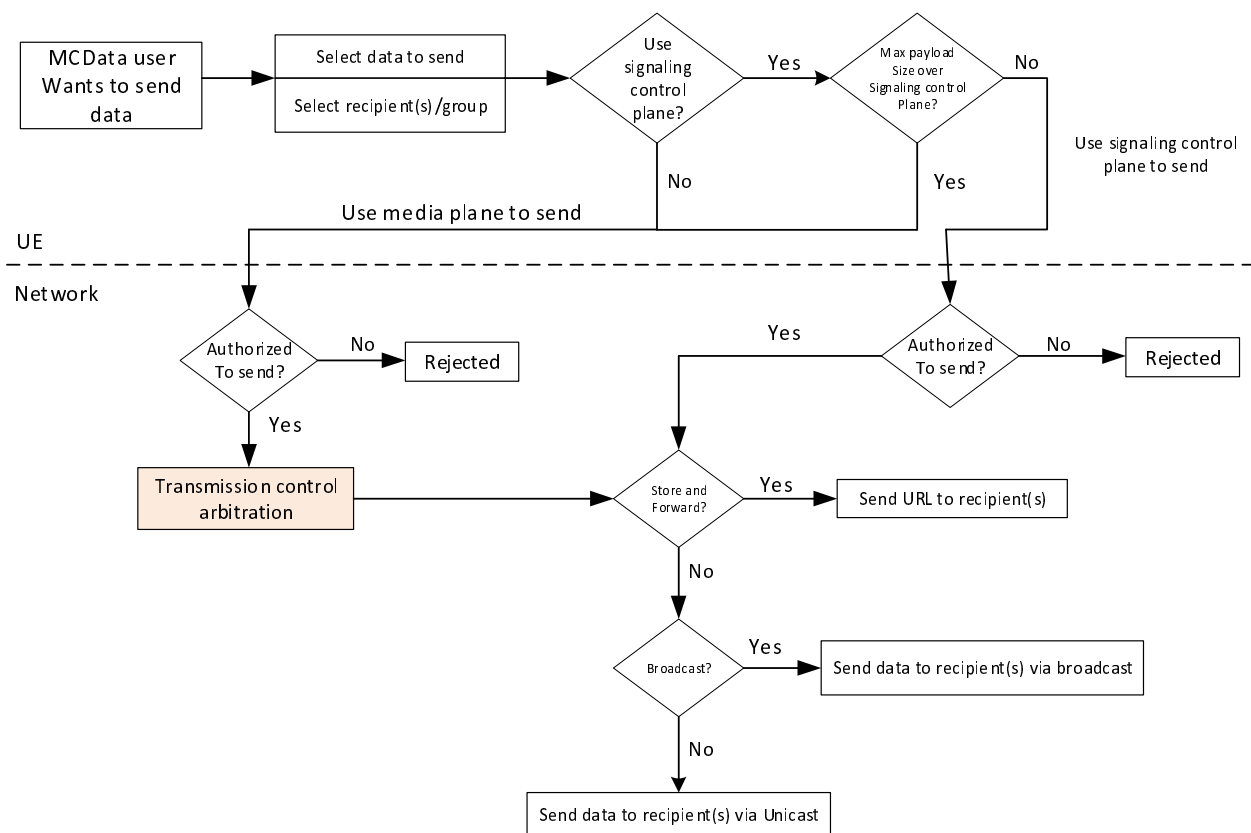 MCData user
Wants to send
data
Select data to send
Select recipient(s)/group
Use
signaling
control
plane?
Yes
Max payload
Size over
Signaling control
Plane?
No
Use signaling control
plane to send
No
Yes
Use media plane to send
UE
Network
Authorized
To send?
No
Rejected
Yes
Yes
Authorized
To send?
No
Rejected
Transmission control
arbitration
Store and
Forward?
Yes
Send URL to recipient(s)
No
Broadcast?
Yes
Send data to recipient(s) via broadcast
No
Send data to recipient(s) via Unicast